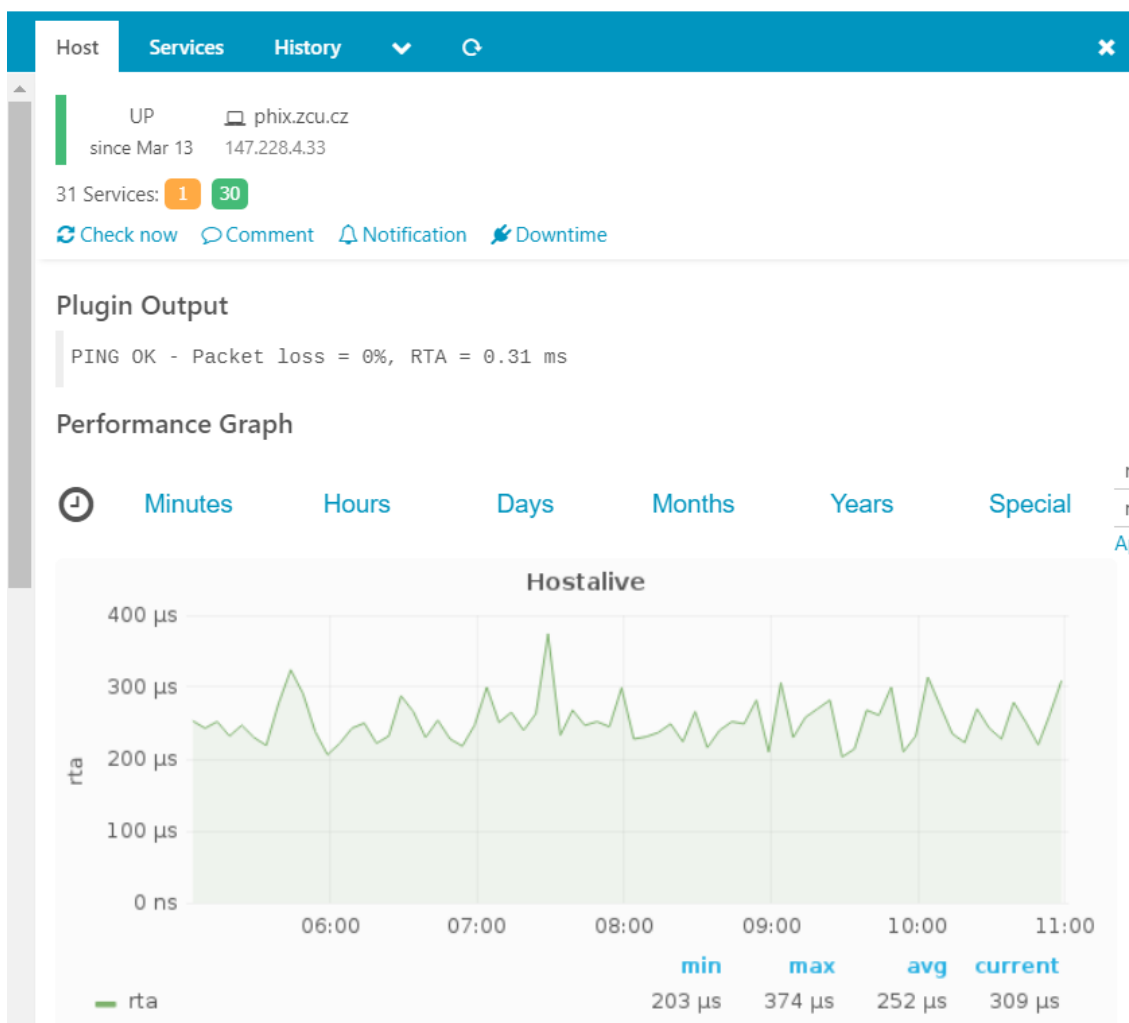 Host Services History
UP phix.zcu.cz
since Mar 13 147.228.4.33
31 Services: 1 30
Check now Comment Notification Downtime
Plugin Output
PING OK - Packet loss = 0%, RTA = 0.31 ms
Performance Graph
Minutes Hours Days Months Years Special
Hostalive
400 µs
300 µs
200 µs
100 µs
0 ns
rta
06:00 07:00 08:00 09:00 10:00 11:00
min max avg current
rta 203 µs 374 µs 252 µs 309 µs